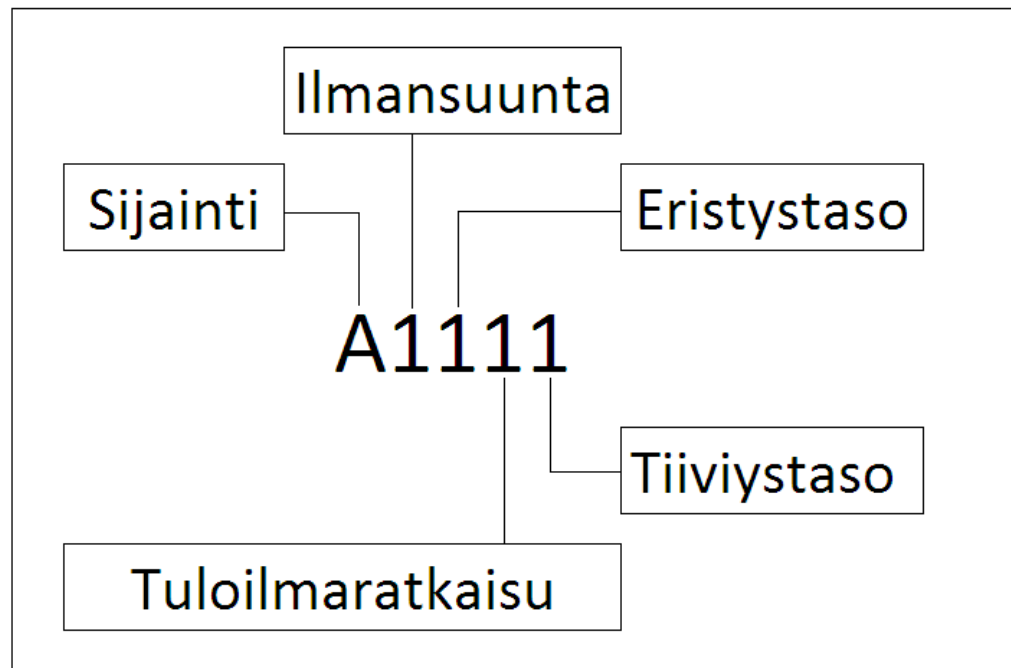 Ilmansuunta
Sijainti
Eristystaso
A1111
Tiiviystaso
Tuloilmaratkaisu